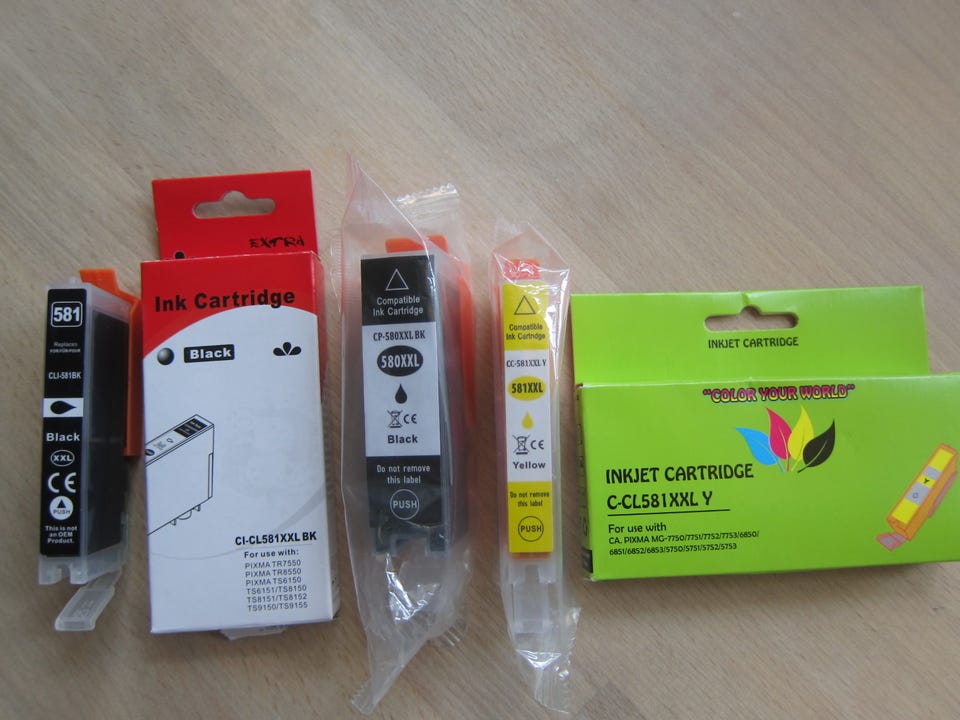 581
Replaces
CLI-581BK
Black
XXL
CE
PUSH
This is not
an OEM
Product.
EXTRA
Ink Cartridge
Black
CI-CL581XXL BK
For use with:
PIXMA TR7550
PIXMA TR8550
PIXMA TS6150
TS6151/TS8150
TS8151/TS8152
TS9150/TS9155
Compatible
Ink Cartridge
CP-580XXL BK
580XXL
CE
Black
Do not remove
this label
PUSH
Compatible
Ink Cartridge
CC-581XXL Y
581XXL
CE
Yellow
Do not remove
this label
PUSH
INKJET CARTRIDGE
"COLOR YOUR WORLD"
INKJET CARTRIDGE
C-CL581XXL Y
For use with
CA. PIXMA MG-7750/7751/7752/7753/6850/
6851/6852/6853/5750/5751/5752/5753
Y